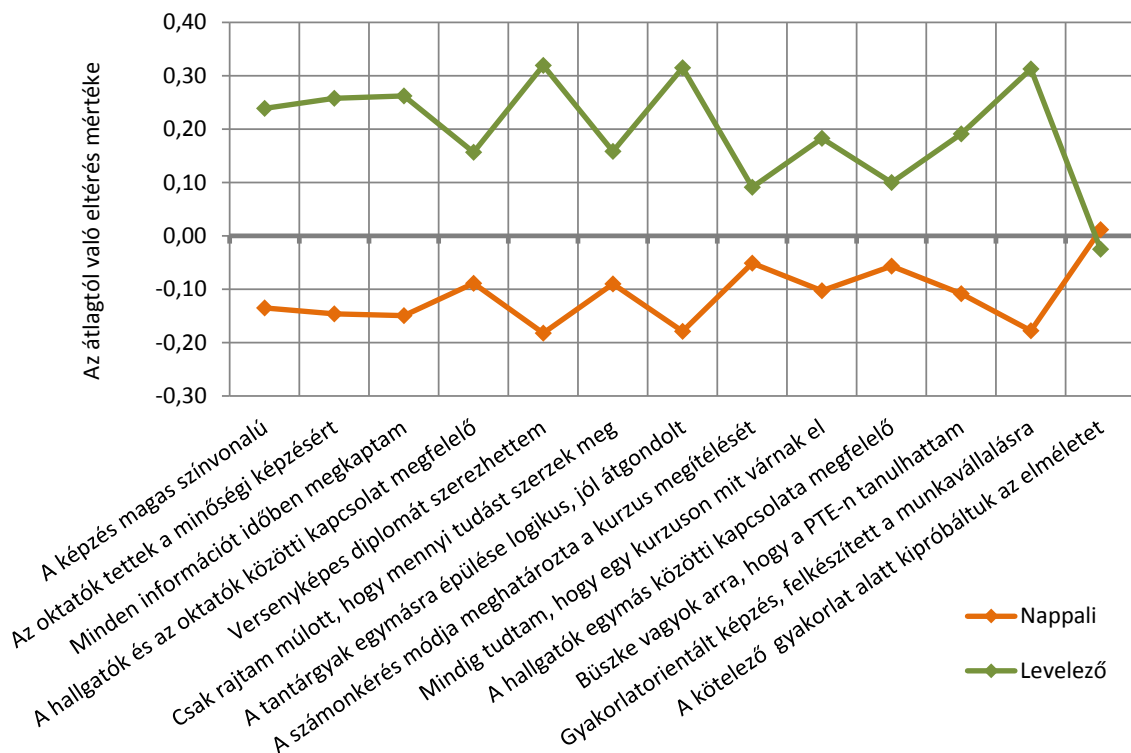 0,40
0,30
0,20
0,10
0,00
-0,10
-0,20
-0,30
Az átlagtól való eltérés mértéke
A képzés magas színvonalú
Az oktatók tettek a minőségi képzésért
Minden információt időben megkaptam
A hallgatók és az oktatók közötti kapcsolat megfelelő
Versenyképes diplomát szerezhettem
Csak rajtam múlott, hogy mennyi tudást szerzek meg
A tantárgyak egymásra épülése logikus, jól átgondolt
A számonkérés módja meghatározta a kurzus megítélését
Mindig tudtam, hogy egy kurzuson mit várnak el
A hallgatók egymás közötti kapcsolata megfelelő
Büszke vagyok arra, hogy a PTE-n tanulhattam
Gyakorlatorientált képzés, felkészített a munkavállalásra
A kötelező gyakorlat alatt kipróbáltuk az elméletet
Nappali
Levelező